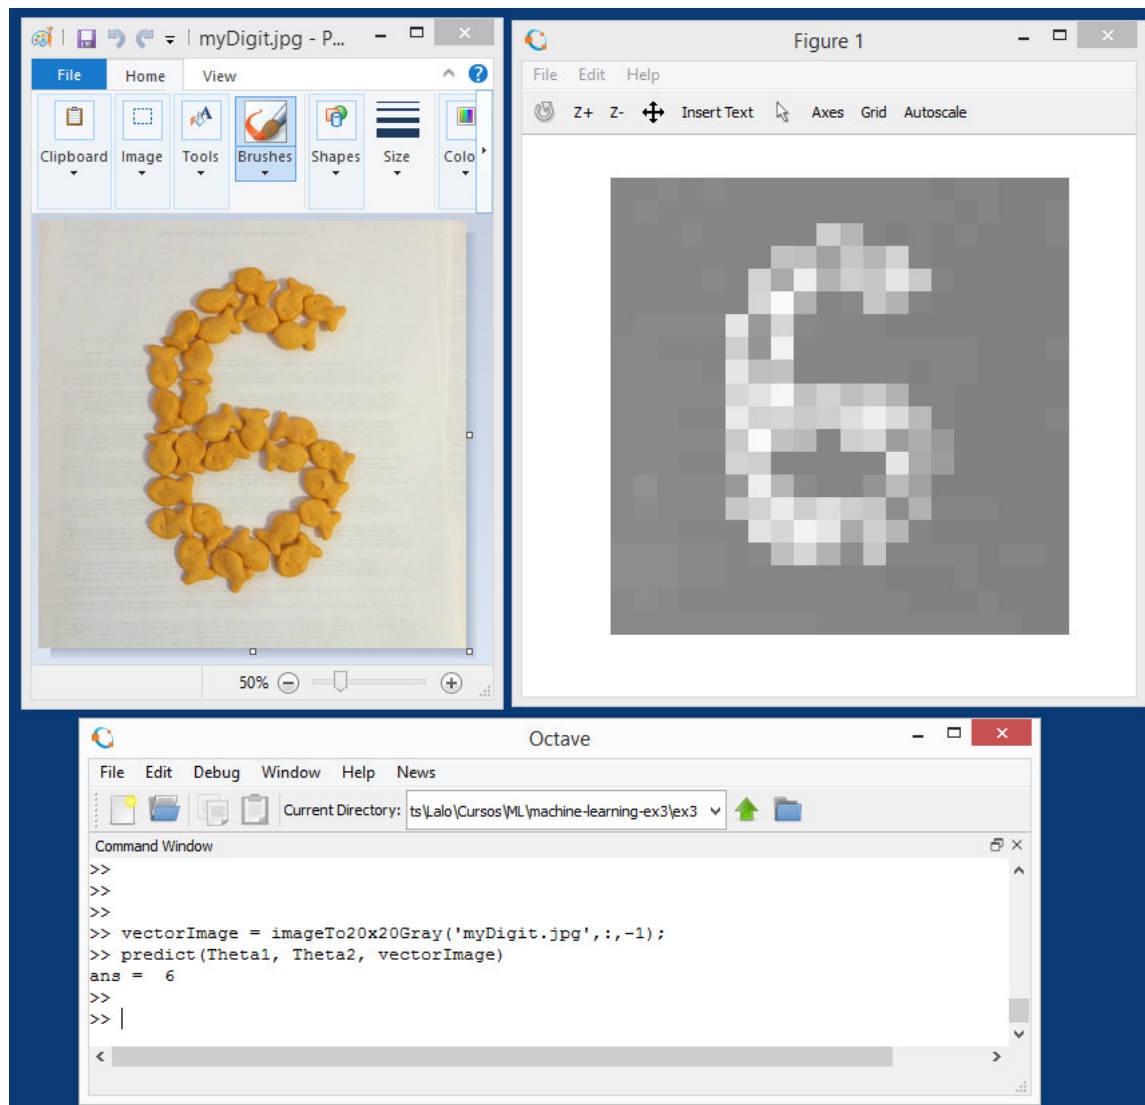 myDigit.jpg - P...
File Home View
Clipboard Image Tools Brushes Shapes Size Colo
50%
Figure 1
File Edit Help
Z+ Z- Insert Text Axes Grid Autoscale
6
Octave
File Edit Debug Window Help News
Current Directory: ts\Lalo\Cursos\ML\machine-learning-ex3\ex3
Command Window
>>
>>
>>
>> vectorImage = imageTo20x20Gray('myDigit.jpg',:,-1);
>> predict(Theta1, Theta2, vectorImage)
ans = 6
>>
>>